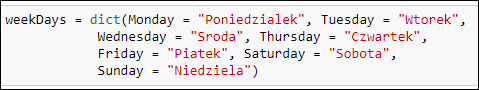 weekDays = dict(Monday = "Poniedzialek", Tuesday = "Wtorek",
Wednesday = "Sroda", Thursday = "Czwartek",
Friday = "Piatek", Saturday = "Sobota",
Sunday = "Niedziela")